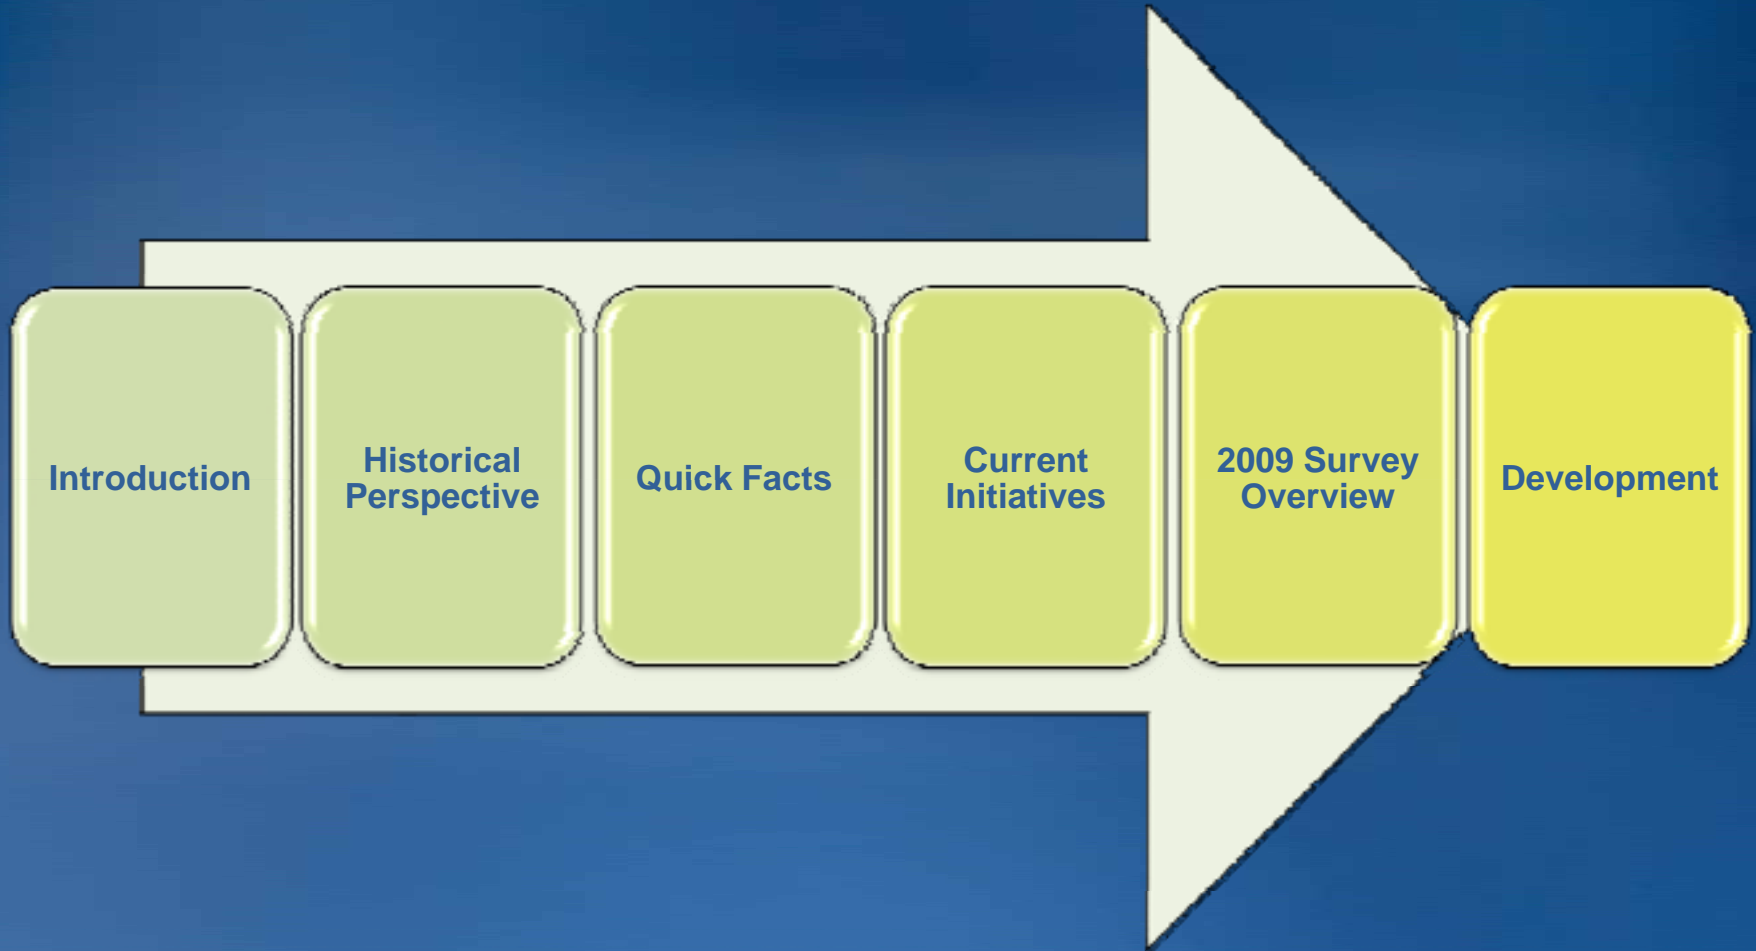 Introduction
Historical
Perspective
Quick Facts
Current
Initiatives
2009 Survey
Overview
Development